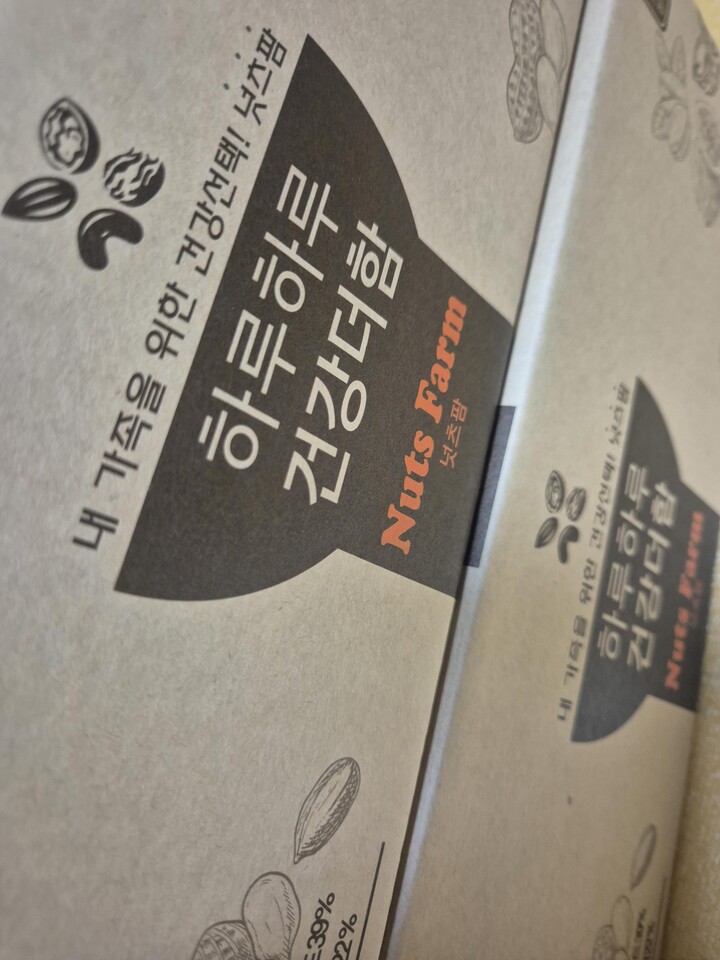 내 가족을 위한 건강선택! 넛츠팜
하루하루
건강더함
Nuts Farm
넛츠팜
39%
22%
내 가족을 위한 건강선택! 넛츠팜
하루하루
건강더함
Nuts Farm